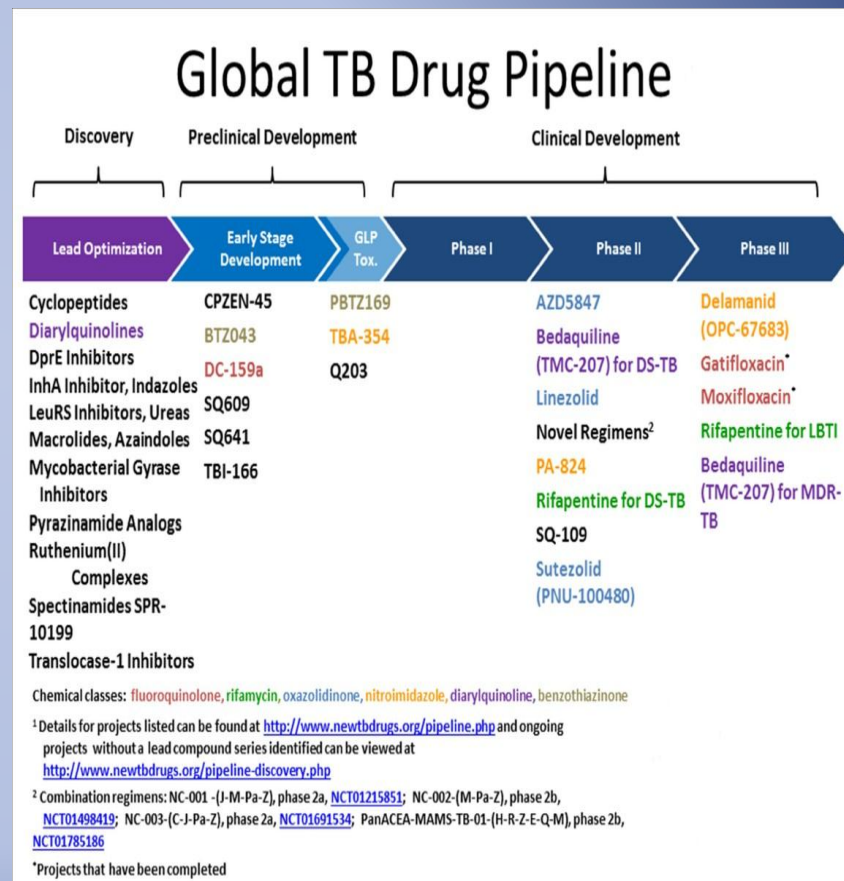 Global TB Drug Pipeline
Discovery
Preclinical Development
Clinical Development
Lead Optimization
Early Stage
Development
GLP
Tox.
Phase I
Phase II
Phase III
Cyclopeptides
Diarylquinolines
DprE Inhibitors
InhA Inhibitor, Indazoles
LeuRS Inhibitors, Ureas
Macrolides, Azaindoles
Mycobacterial Gyrase
Inhibitors
Pyrazinamide Analogs
Ruthenium(II)
Complexes
Spectinamides SPR-
10199
Translocase-1 Inhibitors
CPZEN-45
BTZ043
DC-159a
SQ609
SQ641
TBI-166
PBTZ169
TBA-354
Q203
AZD5847
Bedaquiline
(TMC-207) for DS-TB
Linezolid
Novel Regimens²
PA-824
Rifapentine for DS-TB
SQ-109
Sutezolid
(PNU-100480)
Delamanid
(OPC-67683)
Gatifloxacin*
Moxifloxacin*
Rifapentine for LBTI
Bedaquiline
(TMC-207) for MDR-
TB
Chemical classes: fluoroquinolone, rifamycin, oxazolidinone, nitroimidazole, diarylquinoline, benzothiazinone
¹ Details for projects listed can be found at http://www.newtbdrugs.org/pipeline.php and ongoing
projects without a lead compound series identified can be viewed at
http://www.newtbdrugs.org/pipeline-discovery.php
² Combination regimens: NC-001 -(J-M-Pa-Z), phase 2a, NCT01215851; NC-002-(M-Pa-Z), phase 2b,
NCT01498419; NC-003-(C-J-Pa-Z), phase 2a, NCT01691534; PanACEA-MAMS-TB-01-(H-R-Z-E-Q-M), phase 2b,
NCT01785186
*Projects that have been completed